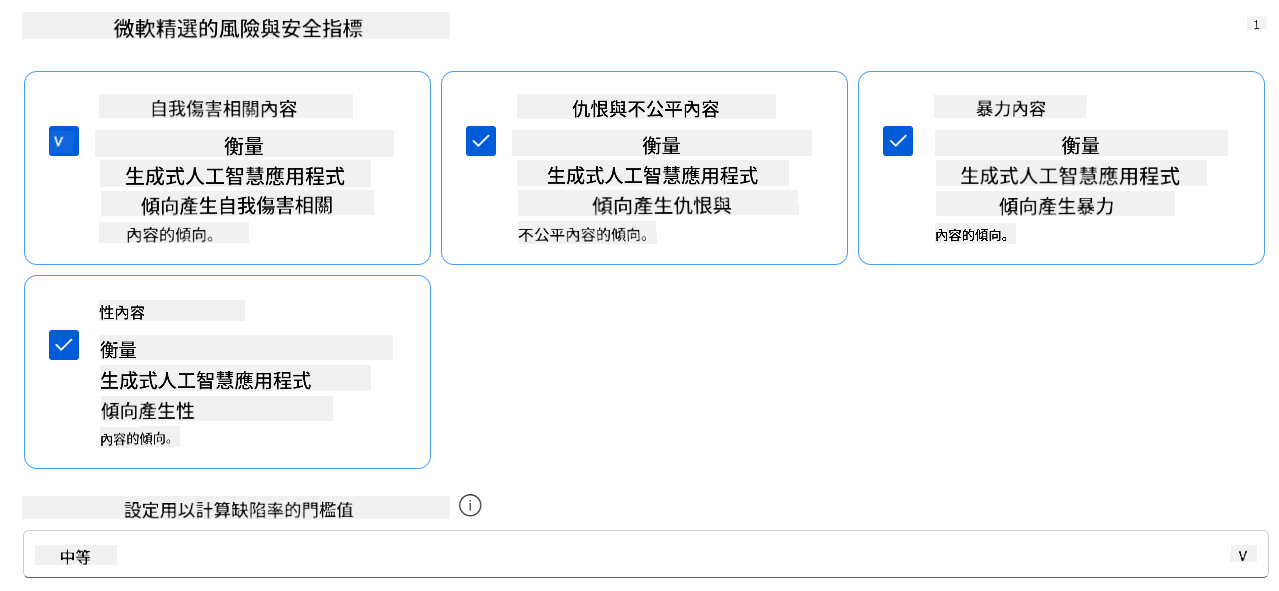 微軟精選的風險與安全指標
1
自我傷害相關內容
V
衡量
生成式人工智慧應用程式
傾向產生自我傷害相關
內容的傾向。
仇恨與不公平內容
衡量
生成式人工智慧應用程式
傾向產生仇恨與
不公平內容的傾向。
暴力內容
衡量
生成式人工智慧應用程式
傾向產生暴力
內容的傾向。
性內容
衡量
生成式人工智慧應用程式
傾向產生性
內容的傾向。
設定用以計算缺陷率的門檻值
中等
V